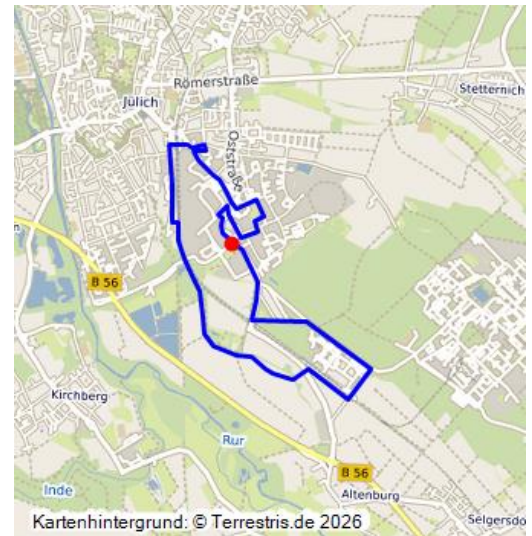 Römerstraße
Stetternich
Jülich
Oststraße
B 56
Kirchberg
Rur
B 56
Inde
Altenburg
Kartenhintergrund: © Terrestris.de 2026
Selgersdo